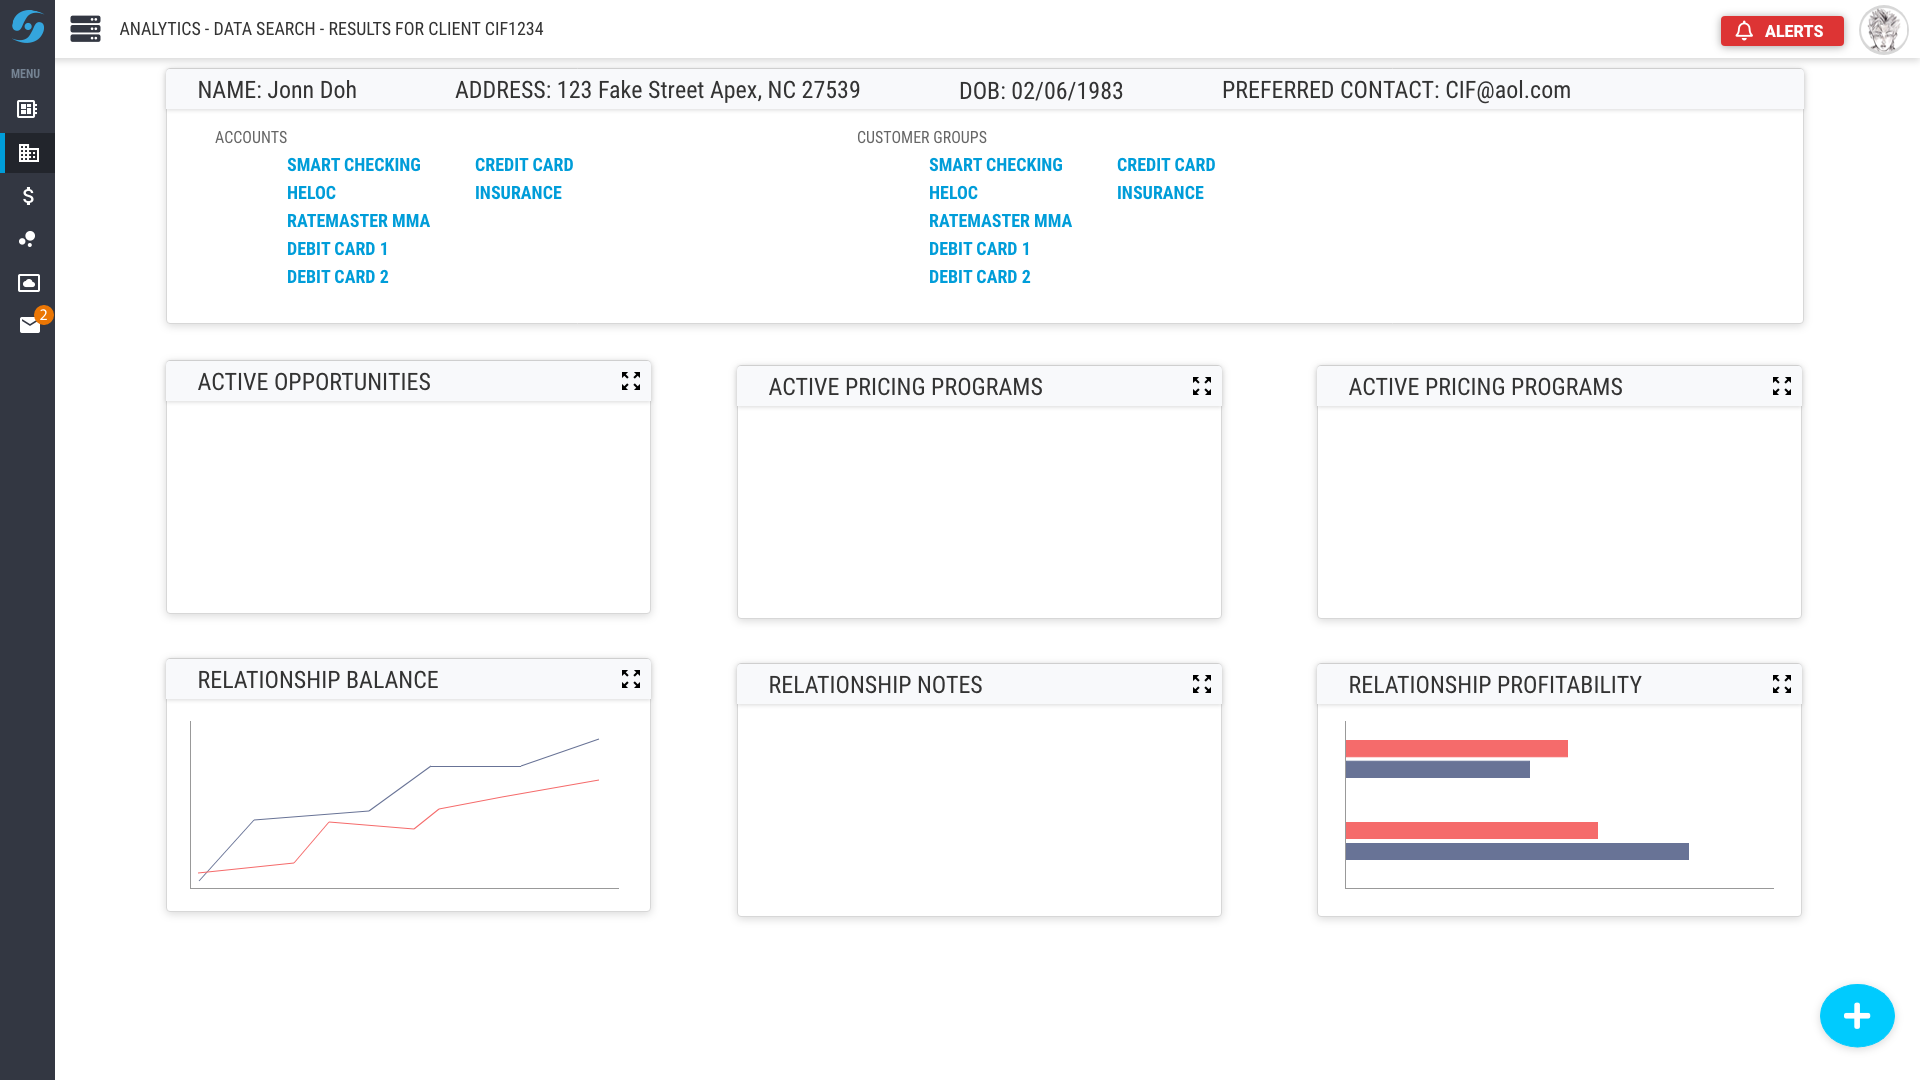 ANALYTICS - DATA SEARCH - RESULTS FOR CLIENT CIF1234
ALERTS
MENU
NAME: Jonn Doh
ADDRESS: 123 Fake Street Apex, NC 27539
DOB: 02/06/1983
PREFERRED CONTACT: CIF@aol.com
ACCOUNTS
SMART CHECKING
CREDIT CARD
HELOC
INSURANCE
RATEMASTER MMA
DEBIT CARD 1
DEBIT CARD 2
CUSTOMER GROUPS
SMART CHECKING
CREDIT CARD
HELOC
INSURANCE
RATEMASTER MMA
DEBIT CARD 1
DEBIT CARD 2
2
ACTIVE OPPORTUNITIES
ACTIVE PRICING PROGRAMS
ACTIVE PRICING PROGRAMS
RELATIONSHIP BALANCE
RELATIONSHIP NOTES
RELATIONSHIP PROFITABILITY